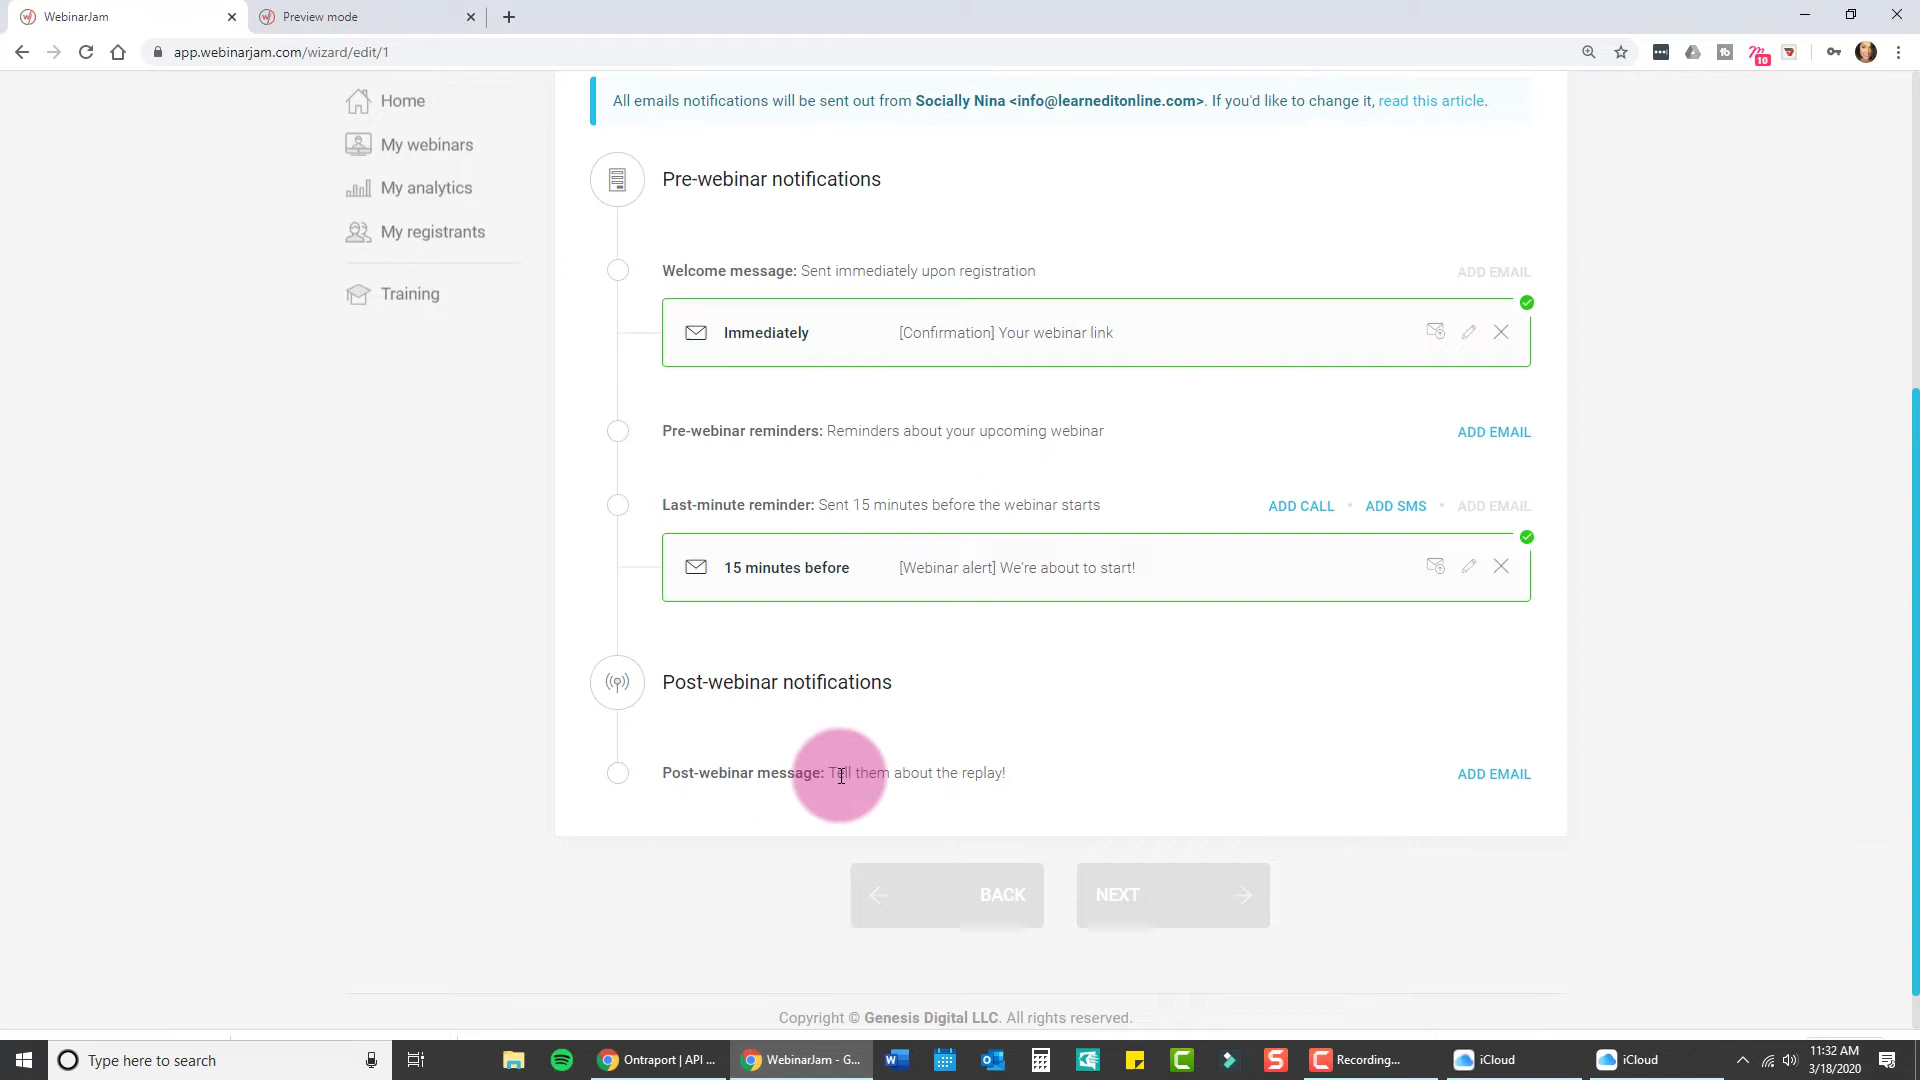 WebinarJam
Preview mode
app.webinarjam.com/wizard/edit/1
10
Home
My webinars
My analytics
My registrants
Training
All emails notifications will be sent out from Socially Nina <info@learneditonline.com>. If you'd like to change it, read this article.
Pre-webinar notifications
Welcome message: Sent immediately upon registration
ADD EMAIL
Immediately
[Confirmation] Your webinar link
Pre-webinar reminders: Reminders about your upcoming webinar
ADD EMAIL
Last-minute reminder: Sent 15 minutes before the webinar starts
ADD CALL • ADD SMS • ADD EMAIL
15 minutes before
[Webinar alert] We're about to start!
Post-webinar notifications
Post-webinar message: Tell them about the replay!
ADD EMAIL
BACK
NEXT
Copyright © Genesis Digital LLC. All rights reserved.
Type here to search
Ontraport | API ...
WebinarJam - G...
Recording...
iCloud
iCloud
11:32 AM
3/18/2020